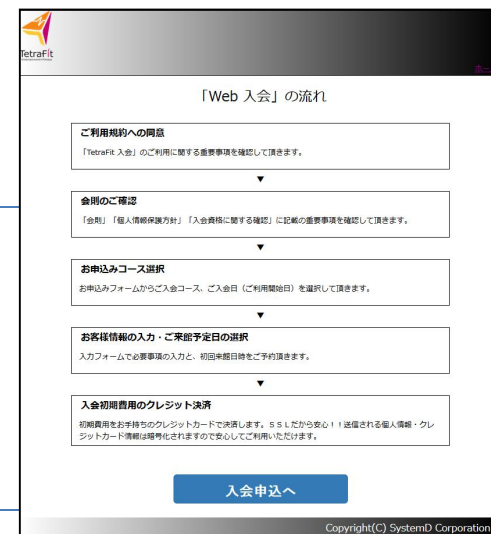 TetraFit
「Web 入会」の流れ
ご利用規約への同意
「TetraFit 入会」のご利用に関する重要事項を確認して頂きます。
▼
会則のご確認
「会則」「個人情報保護方針」「入会資格に関する確認」に記載の重要事項を確認して頂きます。
▼
お申込みコース選択
お申込みフォームからご入会コース、ご入会日（ご利用開始日）を選択して頂きます。
▼
お客様情報の入力・ご来館予定日の選択
入力フォームで必要事項の入力と、初回来館日時をご予約頂きます。
▼
入会初期費用のクレジット決済
初期費用をお手持ちのクレジットカードで決済します。ＳＳＬだから安心！！送信される個人情報・クレ
ジットカード情報は暗号化されますので安心してご利用いただけます。
入会申込へ
Copyright(C) SystemD Corporation